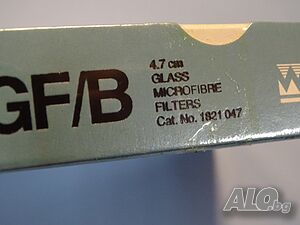 GF/B
4.7 cm
GLASS
MICROFIBRE
FILTERS
Cat. No. 1821 047
ALO.bg